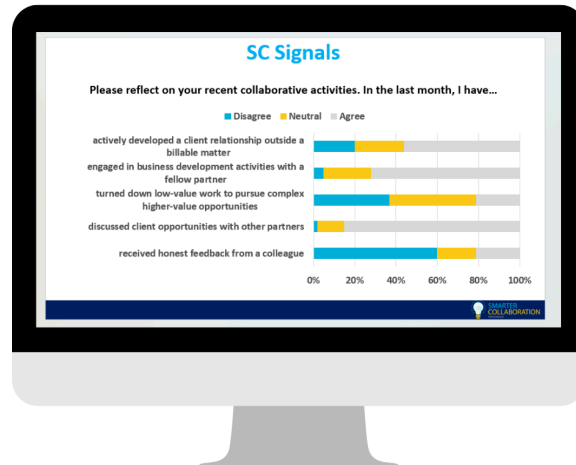 SC Signals
Please reflect on your recent collaborative activities. In the last month, I have...
Disagree Neutral Agree
actively developed a client relationship outside a
billable matter
engaged in business development activities with a
fellow partner
turned down low-value work to pursue complex
higher-value opportunities
discussed client opportunities with other partners
received honest feedback from a colleague
0% 20% 40% 60% 80% 100%
SMARTER
COLLABORATION